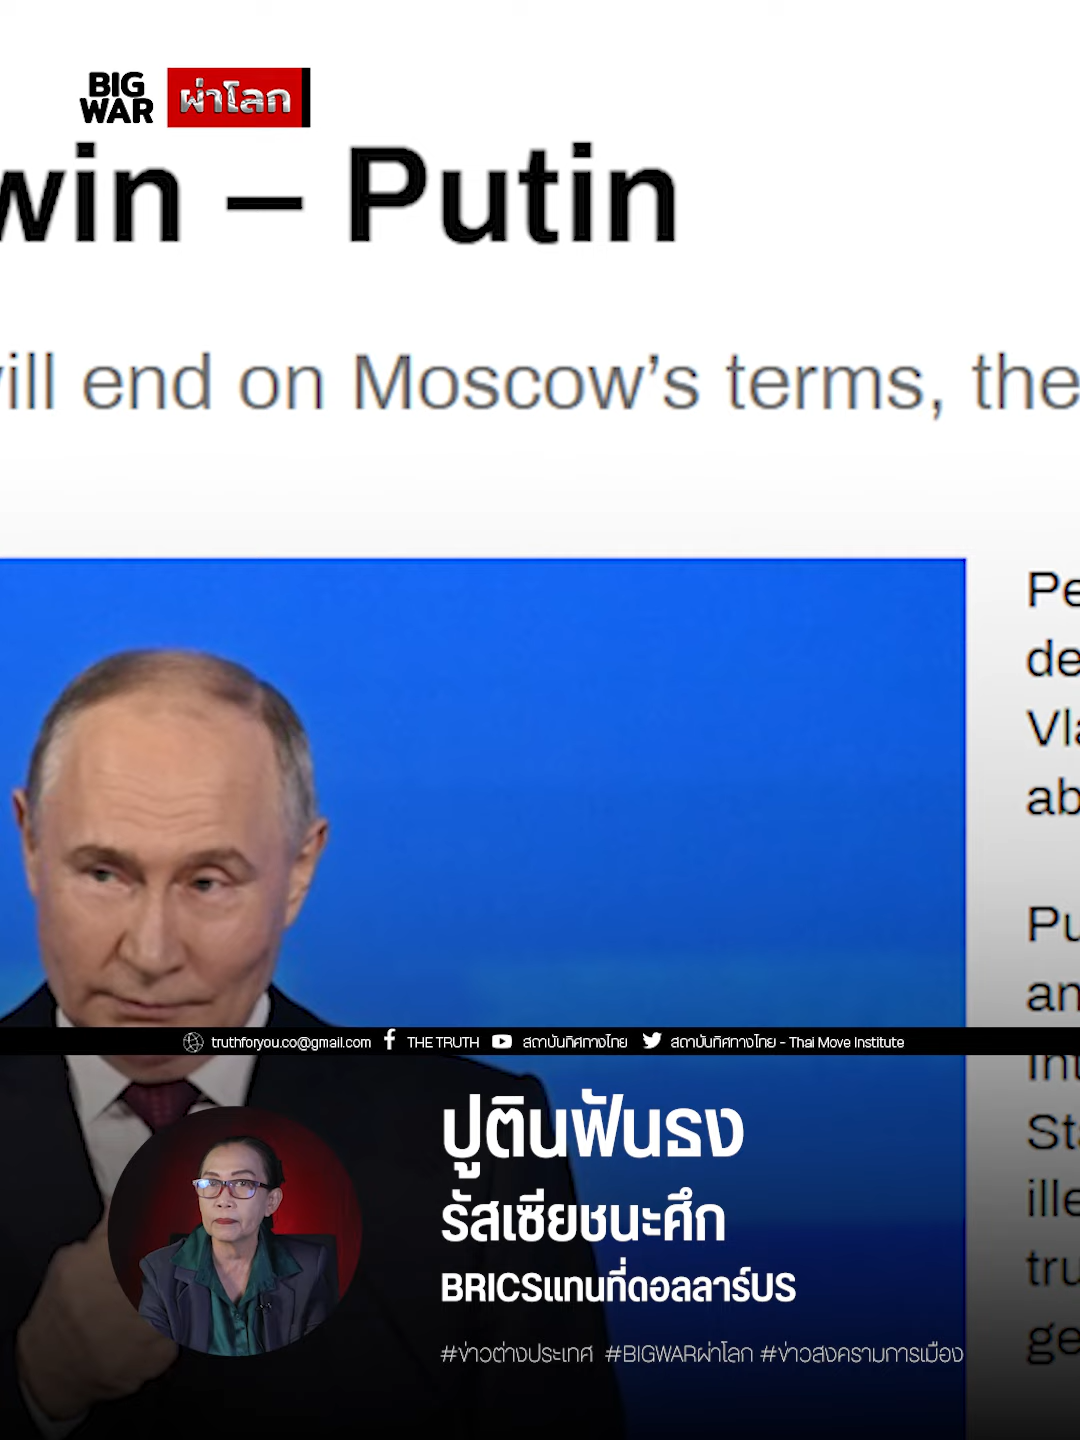 BIG
WAR
ผ่าโลก
win – Putin
will end on Moscow’s terms, the
Pe
de
Vla
ab
Pu
an
truthforyou.co@gmail.com THE TRUTH สถาบันทิศทางไทย สถาบันทิศทางไทย - Thai Move Institute
Int
Sta
ille
tru
ge
ปูตินฟันธง
รัสเซียชนะศึก
BRICSแทนที่ดอลลาร์US
#ข่าวต่างประเทศ #BIGWARผ่าโลก #ข่าวสงครามการเมือง